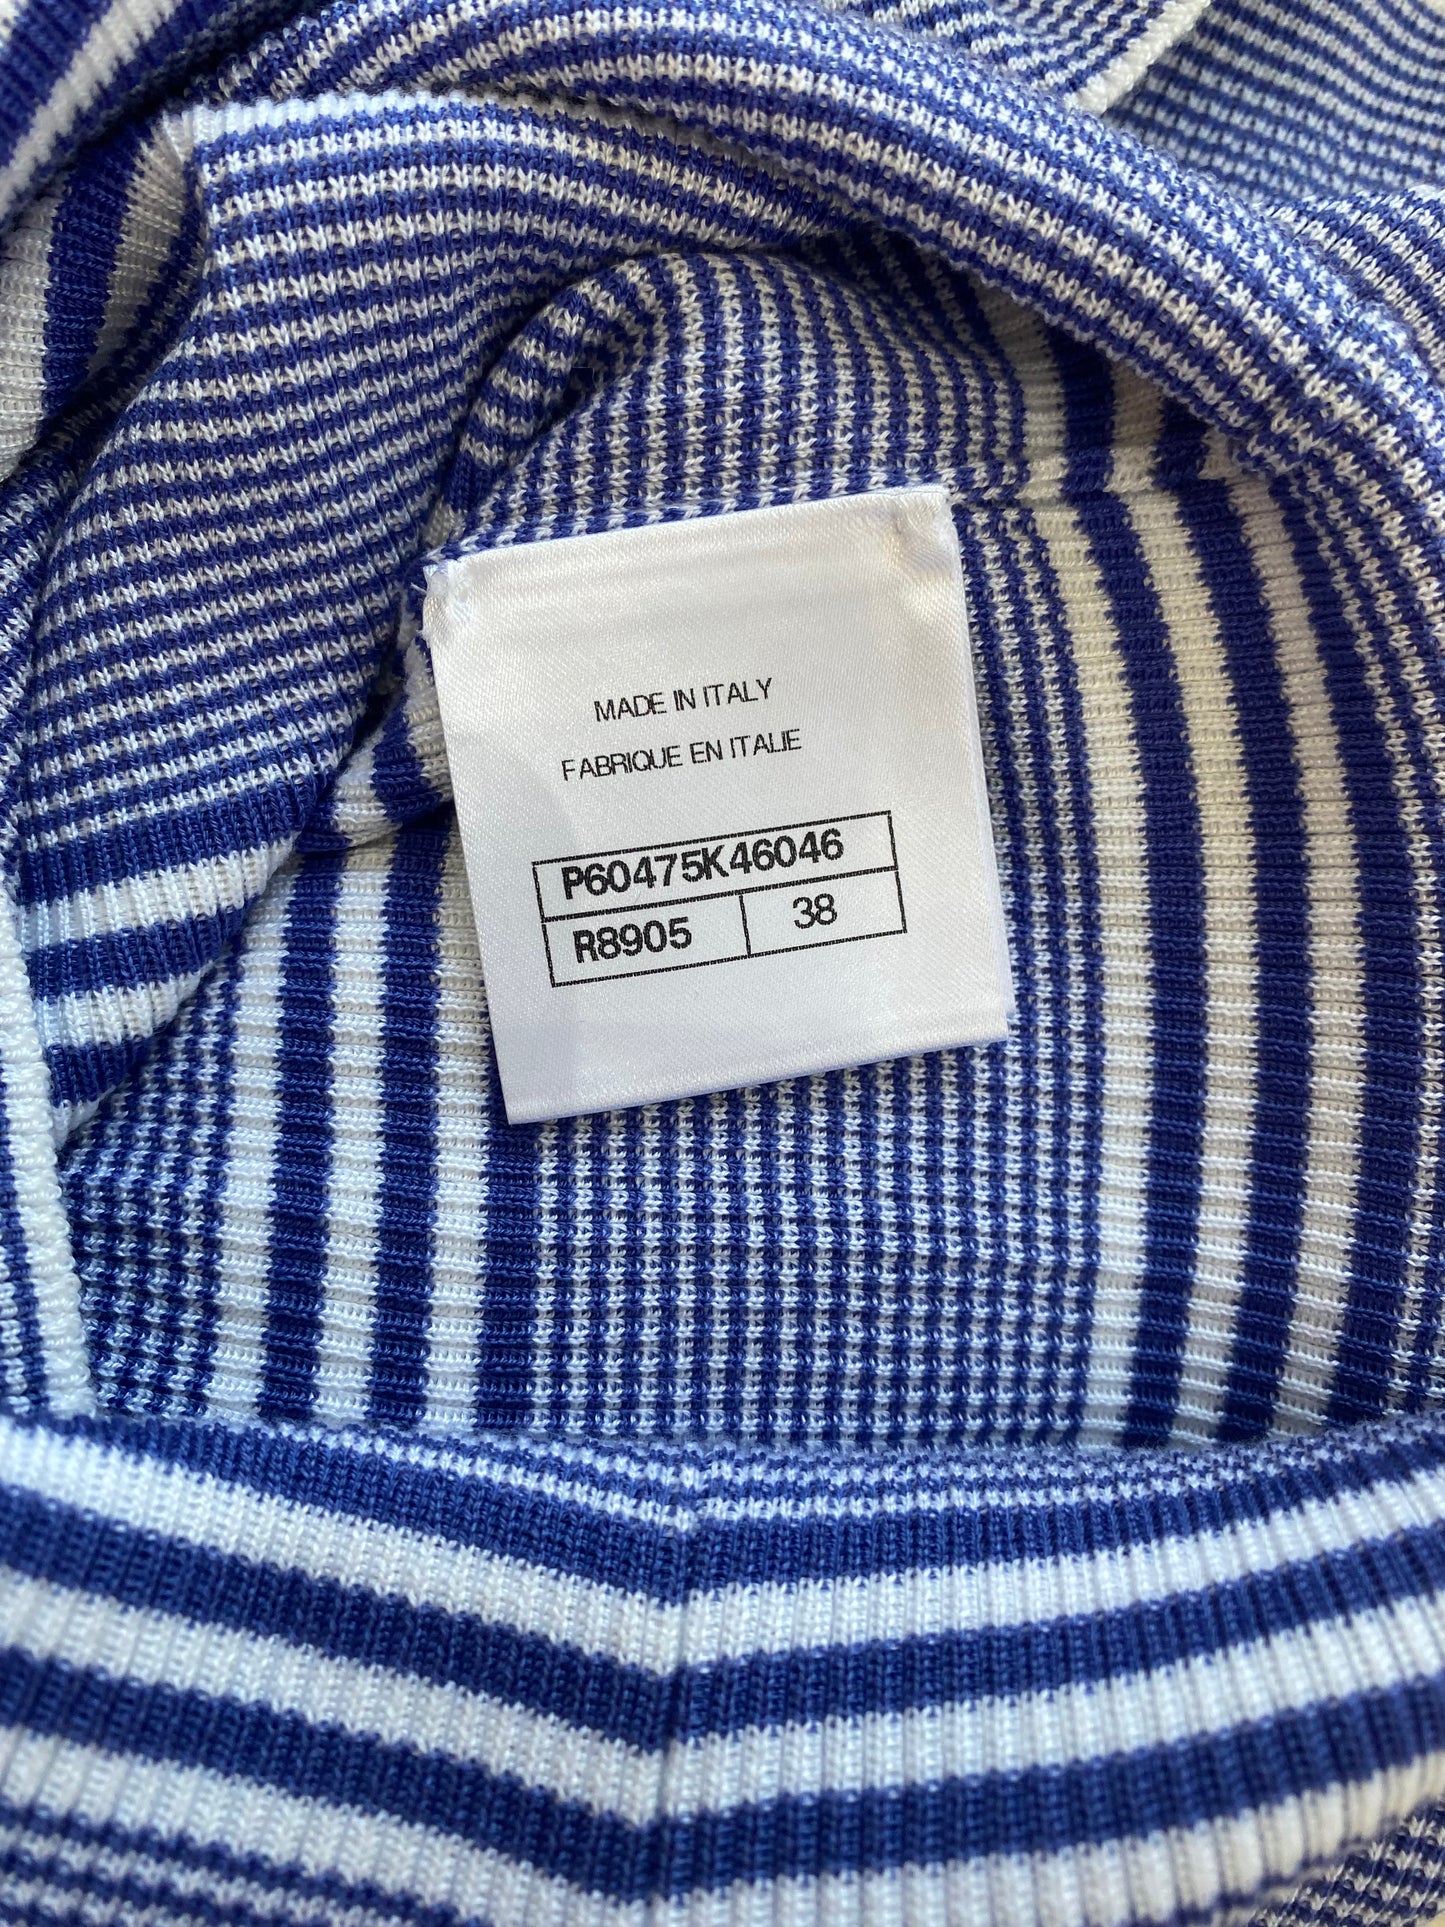 MADE IN ITALY
FABRIQUE EN ITALIE
P60475K46046
R8905 38